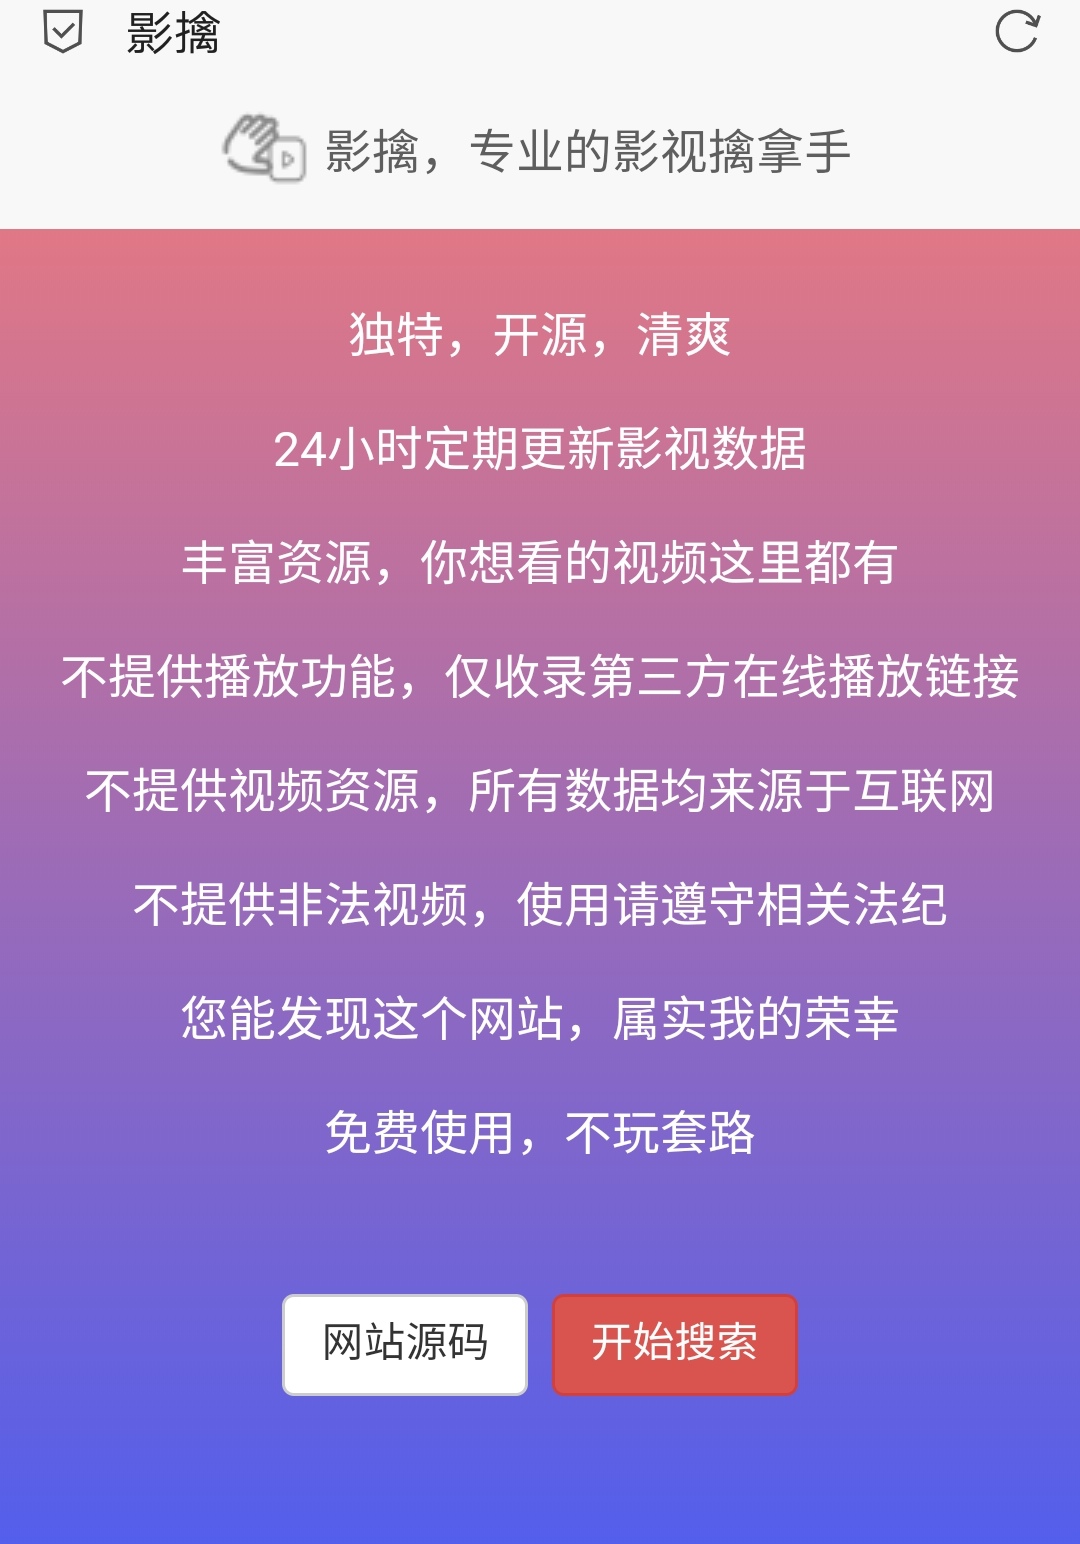 影擒
影擒，专业的影视擒拿手
独特，开源，清爽
24小时定期更新影视数据
丰富资源，你想看的视频这里都有
不提供播放功能，仅收录第三方在线播放链接
不提供视频资源，所有数据均来源于互联网
不提供非法视频，使用请遵守相关法纪
您能发现这个网站，属实我的荣幸
免费使用，不玩套路
网站源码
开始搜索